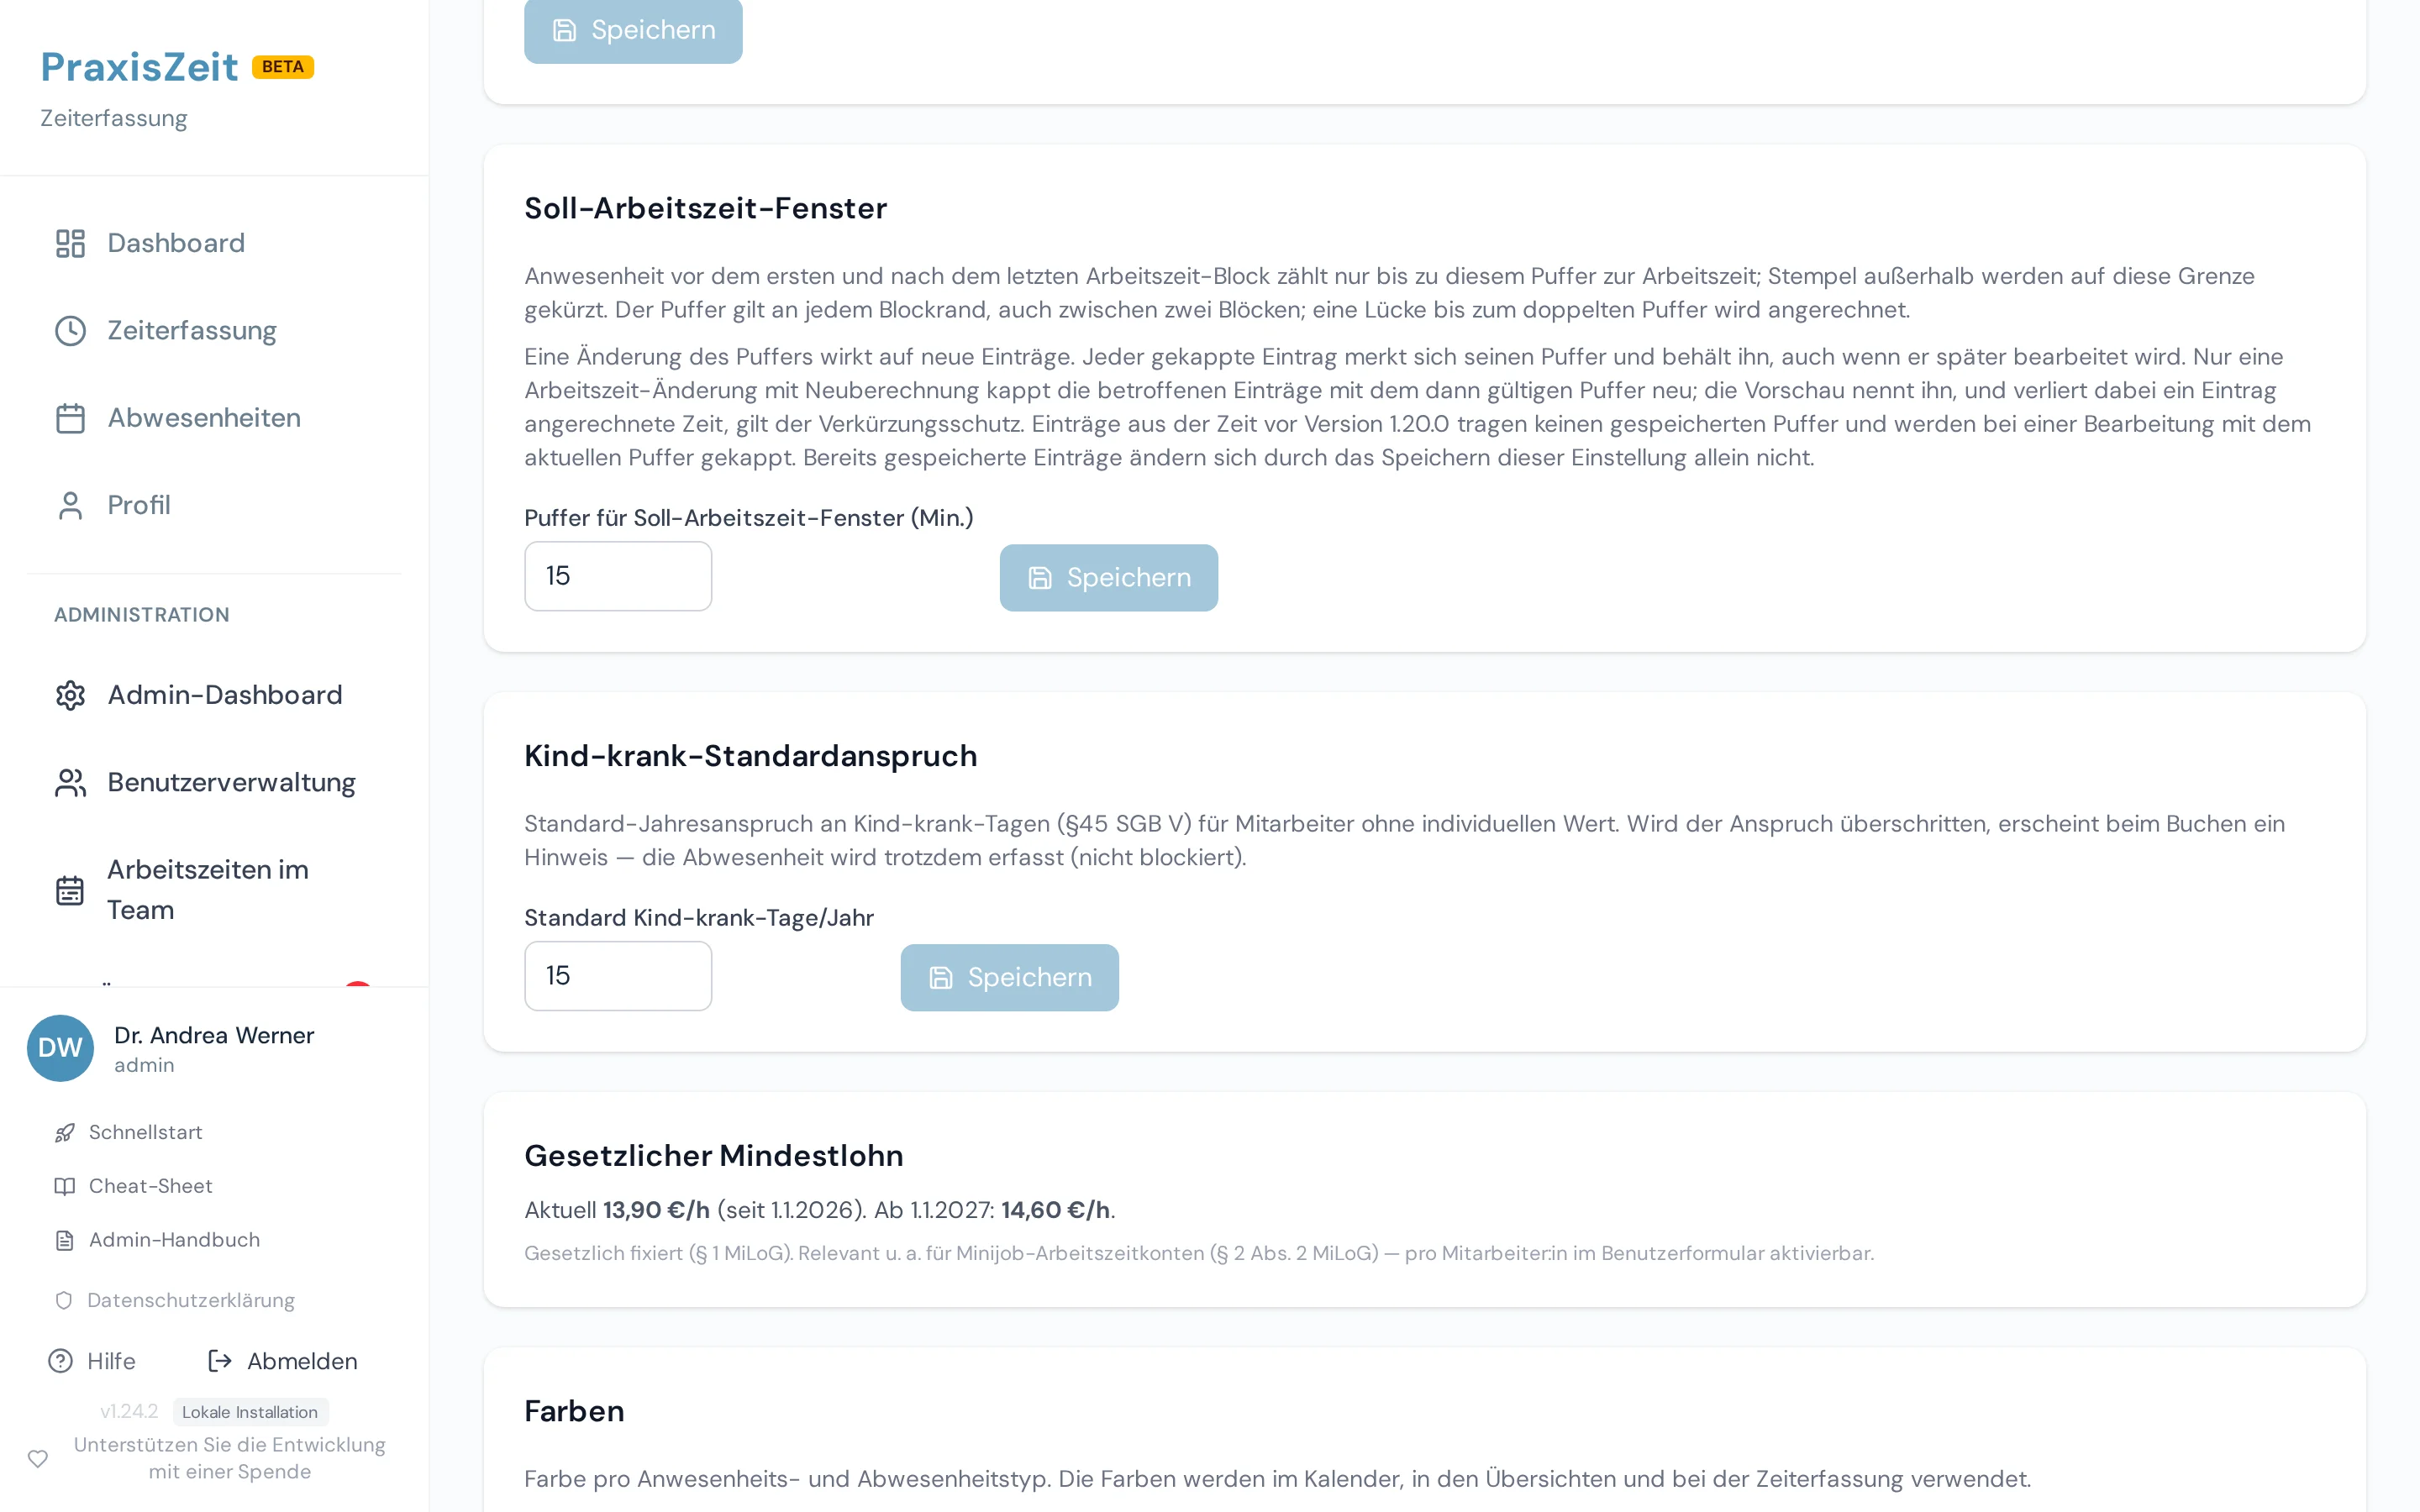 PraxisZeit BETA
Zeiterfassung
Dashboard
Zeiterfassung
Abwesenheiten
Profil
ADMINISTRATION
Admin-Dashboard
Benutzerverwaltung
Arbeitszeiten im
Team
DW
Dr. Andrea Werner
admin
Schnellstart
Cheat-Sheet
Admin-Handbuch
Datenschutzerklärung
Hilfe
Abmelden
v1.24.2 Lokale Installation
Unterstützen Sie die Entwicklung
mit einer Spende
Speichern
Soll-Arbeitszeit-Fenster
Anwesenheit vor dem ersten und nach dem letzten Arbeitszeit-Block zählt nur bis zu diesem Puffer zur Arbeitszeit; Stempel außerhalb werden auf diese Grenze
gekürzt. Der Puffer gilt an jedem Blockrand, auch zwischen zwei Blöcken; eine Lücke bis zum doppelten Puffer wird angerechnet.
Eine Änderung des Puffers wirkt auf neue Einträge. Jeder gekappte Eintrag merkt sich seinen Puffer und behält ihn, auch wenn er später bearbeitet wird. Nur eine
Arbeitszeit-Änderung mit Neuberechnung kappt die betroffenen Einträge mit dem dann gültigen Puffer neu; die Vorschau nennt ihn, und verliert dabei ein Eintrag
angerechnete Zeit, gilt der Verkürzungsschutz. Einträge aus der Zeit vor Version 1.20.0 tragen keinen gespeicherten Puffer und werden bei einer Bearbeitung mit dem
aktuellen Puffer gekappt. Bereits gespeicherte Einträge ändern sich durch das Speichern dieser Einstellung allein nicht.
Puffer für Soll-Arbeitszeit-Fenster (Min.)
15
Speichern
Kind-krank-Standardanspruch
Standard-Jahresanspruch an Kind-krank-Tagen (§45 SGB V) für Mitarbeiter ohne individuellen Wert. Wird der Anspruch überschritten, erscheint beim Buchen ein
Hinweis — die Abwesenheit wird trotzdem erfasst (nicht blockiert).
Standard Kind-krank-Tage/Jahr
15
Speichern
Gesetzlicher Mindestlohn
Aktuell 13,90 €/h (seit 1.1.2026). Ab 1.1.2027: 14,60 €/h.
Gesetzlich fixiert (§ 1 MiLoG). Relevant u. a. für Minijob-Arbeitszeitkonten (§ 2 Abs. 2 MiLoG) — pro Mitarbeiter:in im Benutzerformular aktivierbar.
Farben
Farbe pro Anwesenheits- und Abwesenheitstyp. Die Farben werden im Kalender, in den Übersichten und bei der Zeiterfassung verwendet.